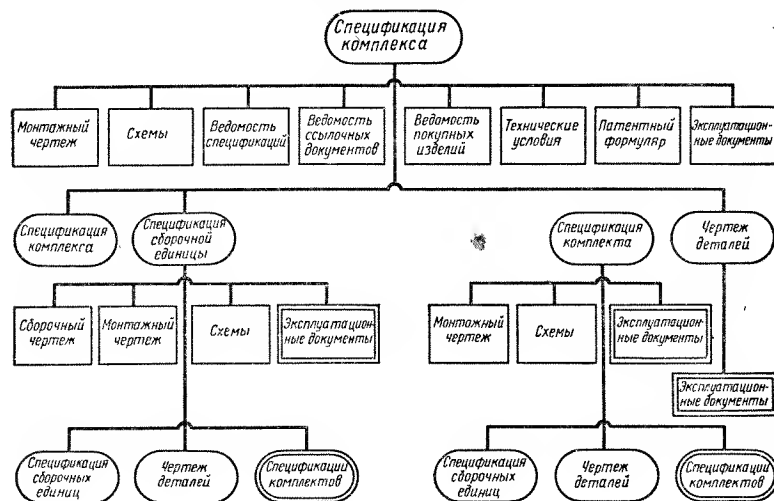 Спецификация
комплекса
Монтажный
чертеж
Схемы
Ведомость
спецификаций
Ведомость
ссылочных
документов
Ведомость
покупных
изделий
Технические
условия
Патентный
формуляр
Эксплуатацион-
ные документы
Спецификация
комплекса
Спецификация
сборочной
единицы
Спецификация
комплекта
Чертеж
деталей
Сборочный
чертеж
Монтажный
чертеж
Схемы
Эксплуатацион-
ные документы
Монтажный
чертеж
Схемы
Эксплуатацион-
ные документы
Эксплуатацион-
ные документы
Спецификация
сборочных
единиц
Чертеж
деталей
Спецификации
комплектов
Спецификация
сборочных
единиц
Чертеж
деталей
Спецификации
комплектов